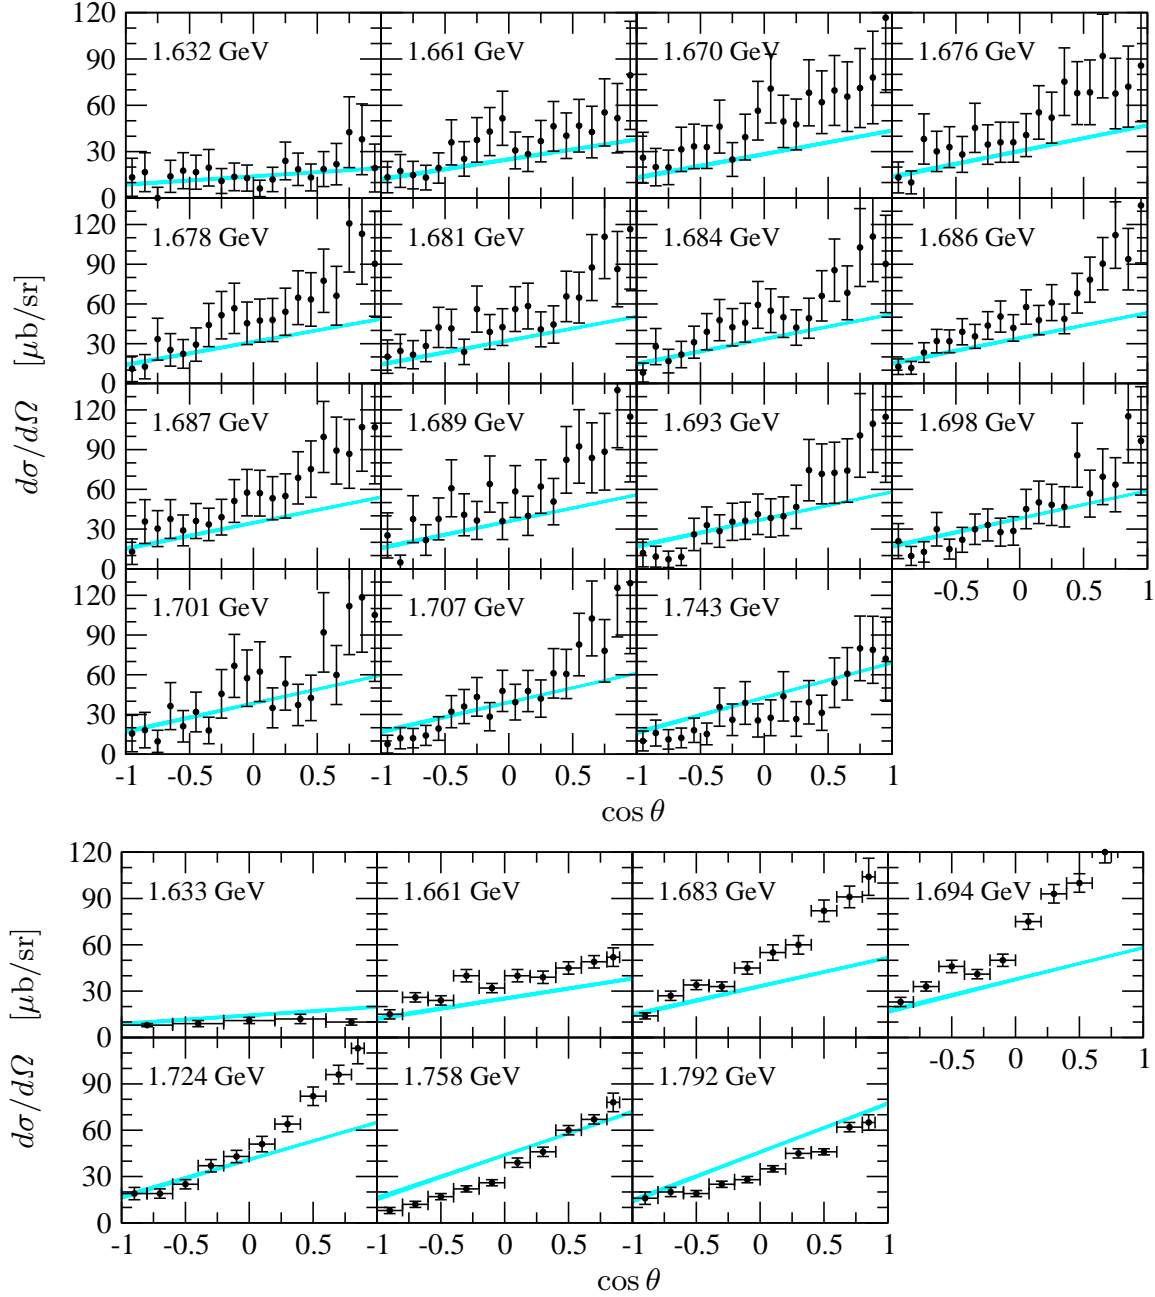 120
90
60
30
0
1.632 GeV
1.661 GeV
1.670 GeV
1.676 GeV
120
90
60
30
0
1.678 GeV
1.681 GeV
1.684 GeV
1.686 GeV
120
90
60
30
0
1.687 GeV
1.689 GeV
1.693 GeV
1.698 GeV
-0.5 0 0.5 1
120
90
60
30
0
1.701 GeV
1.707 GeV
1.743 GeV
-1 -0.5 0 0.5 -1 -0.5 0 0.5 -1 -0.5 0 0.5 1
cos θ
dσ/dΩ [μb/sr]
120
90
60
30
0
1.633 GeV
1.661 GeV
1.683 GeV
1.694 GeV
-0.5 0 0.5 1
90
60
30
0
1.724 GeV
1.758 GeV
1.792 GeV
-1 -0.5 0 0.5 -1 -0.5 0 0.5 -1 -0.5 0 0.5 1
cos θ
dσ/dΩ [μb/sr]